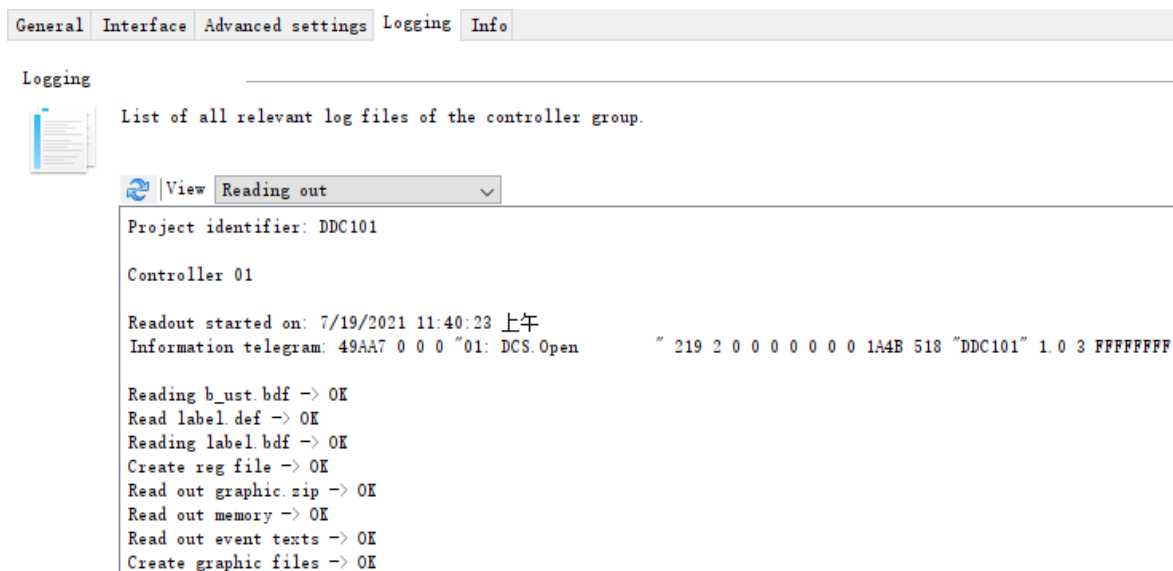 General Interface Advanced settings Logging Info
Logging
List of all relevant log files of the controller group.
View Reading out
Project identifier: DDC101
Controller 01
Readout started on: 7/19/2021 11:40:23 上午
Information telegram: 49AA7 0 0 0 "01: DCS.Open " 219 2 0 0 0 0 0 0 0 1A4B 518 "DDC101" 1.0 3 FFFFFFFF
Reading b_ust.bdf -> OK
Read label.def -> OK
Reading label.bdf -> OK
Create reg file -> OK
Read out graphic.zip -> OK
Read out memory -> OK
Read out event texts -> OK
Create graphic files -> OK